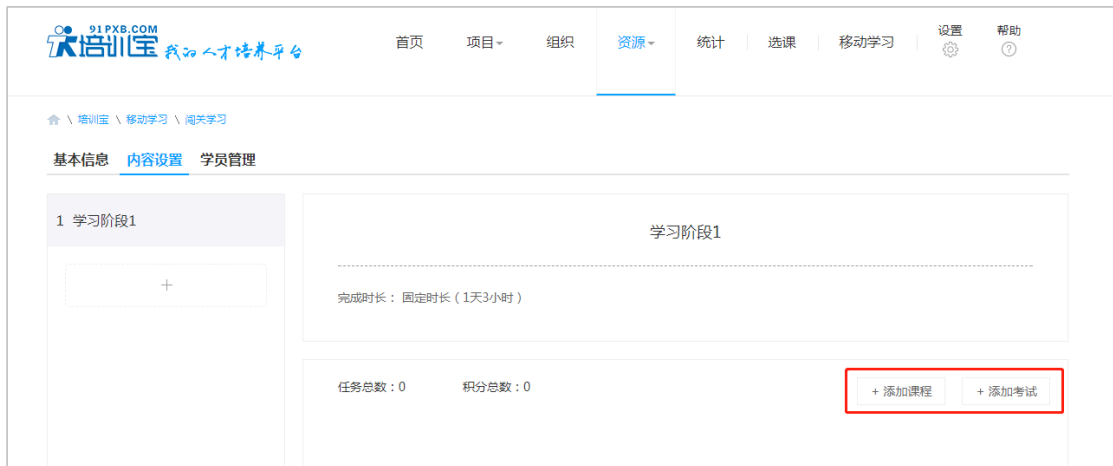 91PXB.COM
培训宝 我的人才培养平台
首页 项目 组织 资源 统计 选课 移动学习 设置 帮助
\ 培训宝 \ 移动学习 \ 闯关学习
基本信息 内容设置 学员管理
1 学习阶段1
学习阶段1
+
完成时长： 固定时长（1天3小时）
任务总数：0 积分总数：0 + 添加课程 + 添加考试